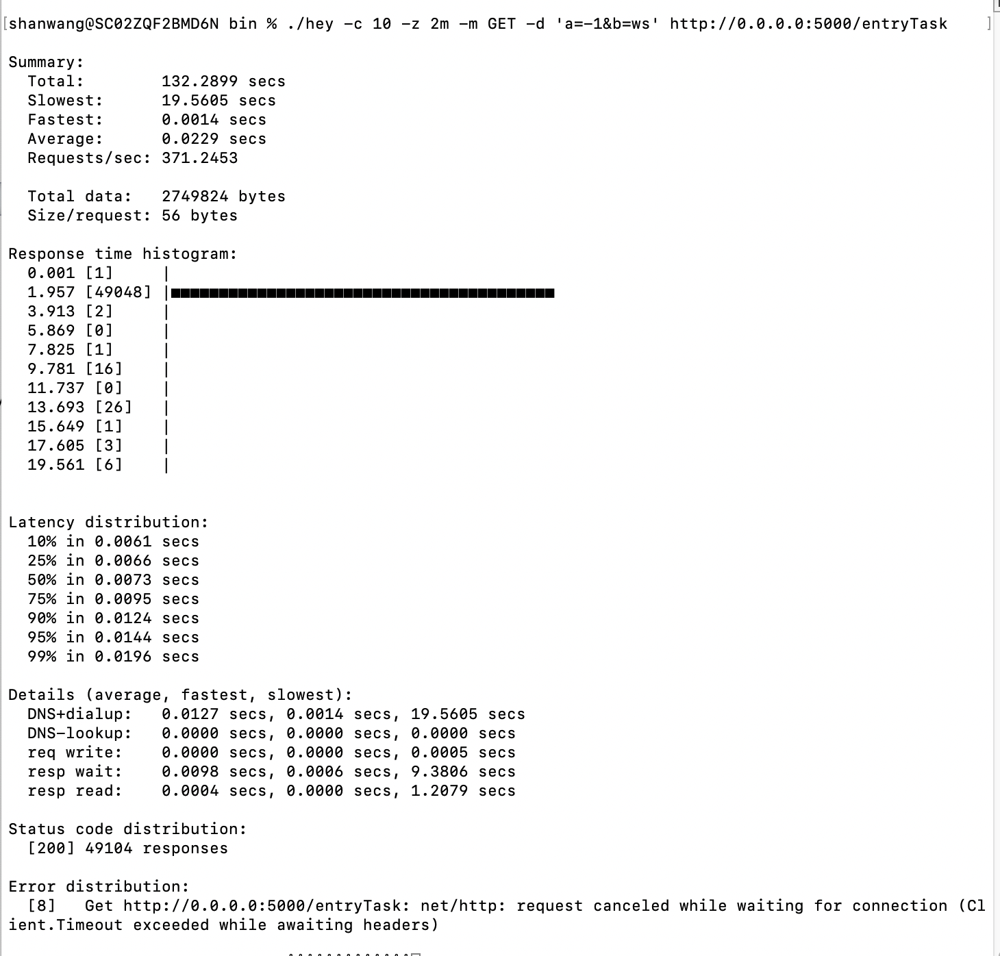 [shanwang@SC02ZQF2BMD6N bin % ./hey -c 10 -z 2m -m GET -d 'a=-1&b=ws' http://0.0.0.0:5000/entryTask ]
Summary:
Total: 132.2899 secs
Slowest: 19.5605 secs
Fastest: 0.0014 secs
Average: 0.0229 secs
Requests/sec: 371.2453
Total data: 2749824 bytes
Size/request: 56 bytes
Response time histogram:
0.001 [1] |
1.957 [49048] |■■■■■■■■■■■■■■■■■■■■■■■■■■■■■■■■■■■■■■■■
3.913 [2] |
5.869 [0] |
7.825 [1] |
9.781 [16] |
11.737 [0] |
13.693 [26] |
15.649 [1] |
17.605 [3] |
19.561 [6] |
Latency distribution:
10% in 0.0061 secs
25% in 0.0066 secs
50% in 0.0073 secs
75% in 0.0095 secs
90% in 0.0124 secs
95% in 0.0144 secs
99% in 0.0196 secs
Details (average, fastest, slowest):
DNS+dialup: 0.0127 secs, 0.0014 secs, 19.5605 secs
DNS-lookup: 0.0000 secs, 0.0000 secs, 0.0000 secs
req write: 0.0000 secs, 0.0000 secs, 0.0005 secs
resp wait: 0.0098 secs, 0.0006 secs, 9.3806 secs
resp read: 0.0004 secs, 0.0000 secs, 1.2079 secs
Status code distribution:
[200] 49104 responses
Error distribution:
[8] Get http://0.0.0.0:5000/entryTask: net/http: request canceled while waiting for connection (Cl
ient.Timeout exceeded while awaiting headers)